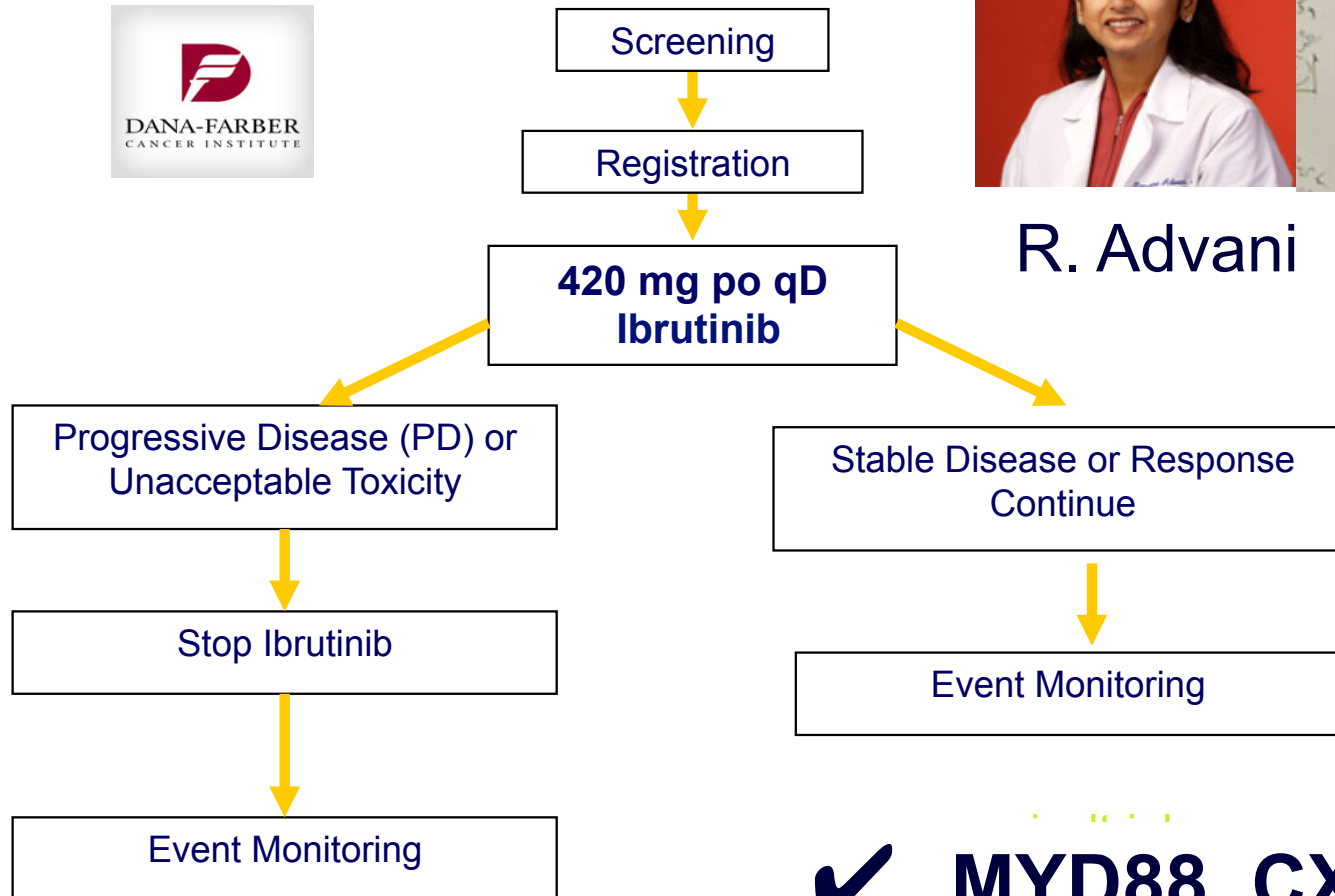 DANA-FARBER
CANCER INSTITUTE
Screening
Registration
R. Advani
420 mg po qD
Ibrutinib
Progressive Disease (PD) or
Unacceptable Toxicity
Stable Disease or Response
Continue
Stop Ibrutinib
Event Monitoring
Event Monitoring
✔ MYD88, CX